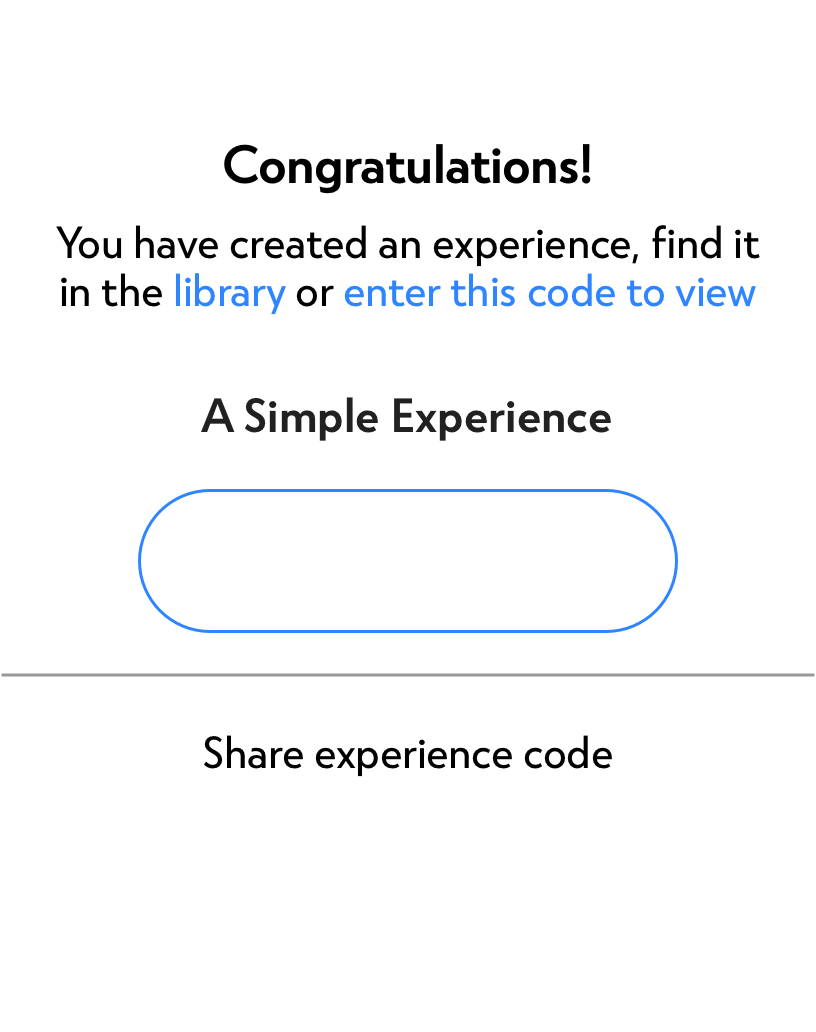 Congratulations!
You have created an experience, find it
in the library or enter this code to view
A Simple Experience
Share experience code